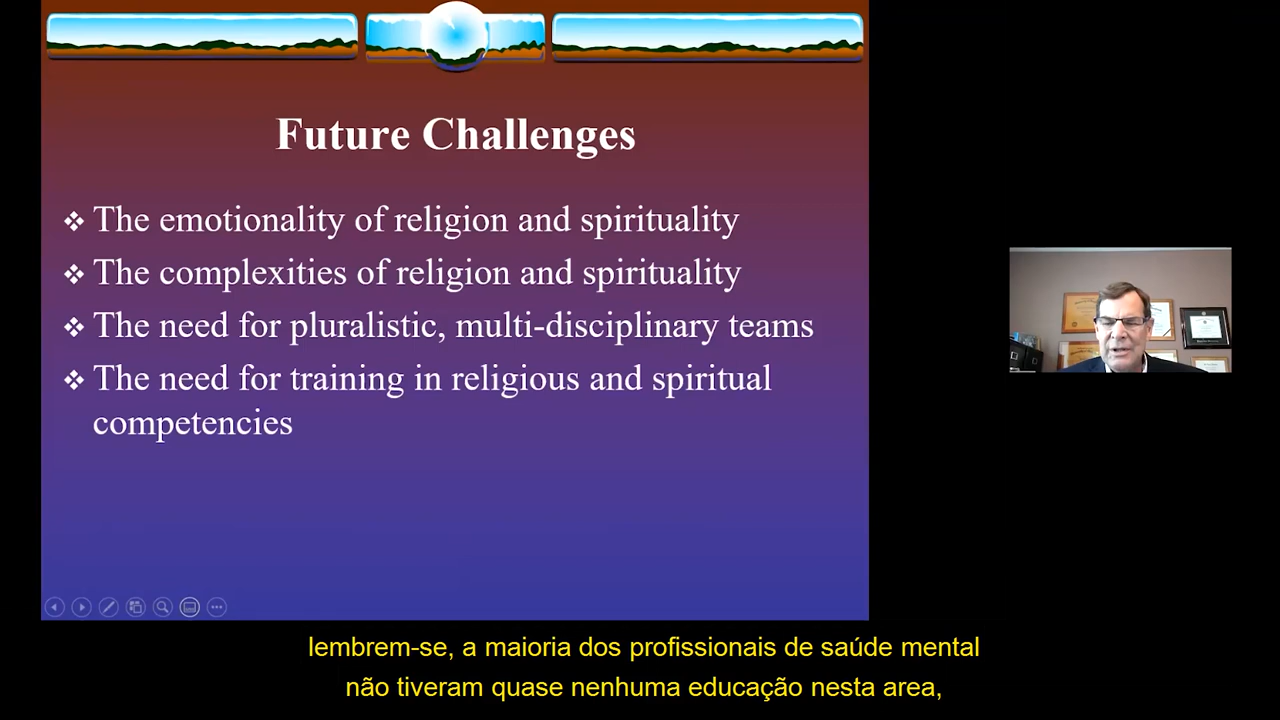 Future Challenges
The emotionality of religion and spirituality
The complexities of religion and spirituality
The need for pluralistic, multi-disciplinary teams
The need for training in religious and spiritual
competencies
lembrem-se, a maioria dos profissionais de saúde mental
não tiveram quase nenhuma educação nesta area,